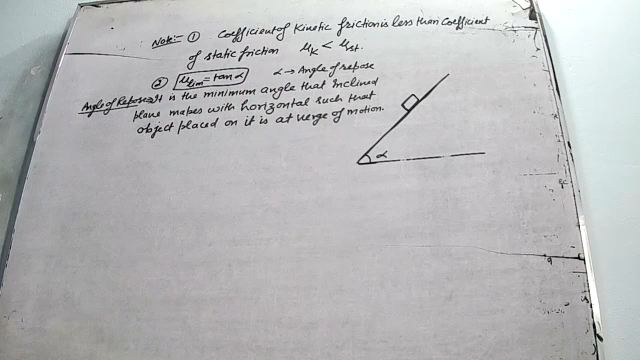 Note:- ① Coefficient of Kinetic friction is less than Coefficient
of static friction μk < μst.
② μlim = tan α α → Angle of repose
Angle of Repose → It is the minimum angle that Inclined
plane makes with horizontal such that
object placed on it is at verge of motion.
α